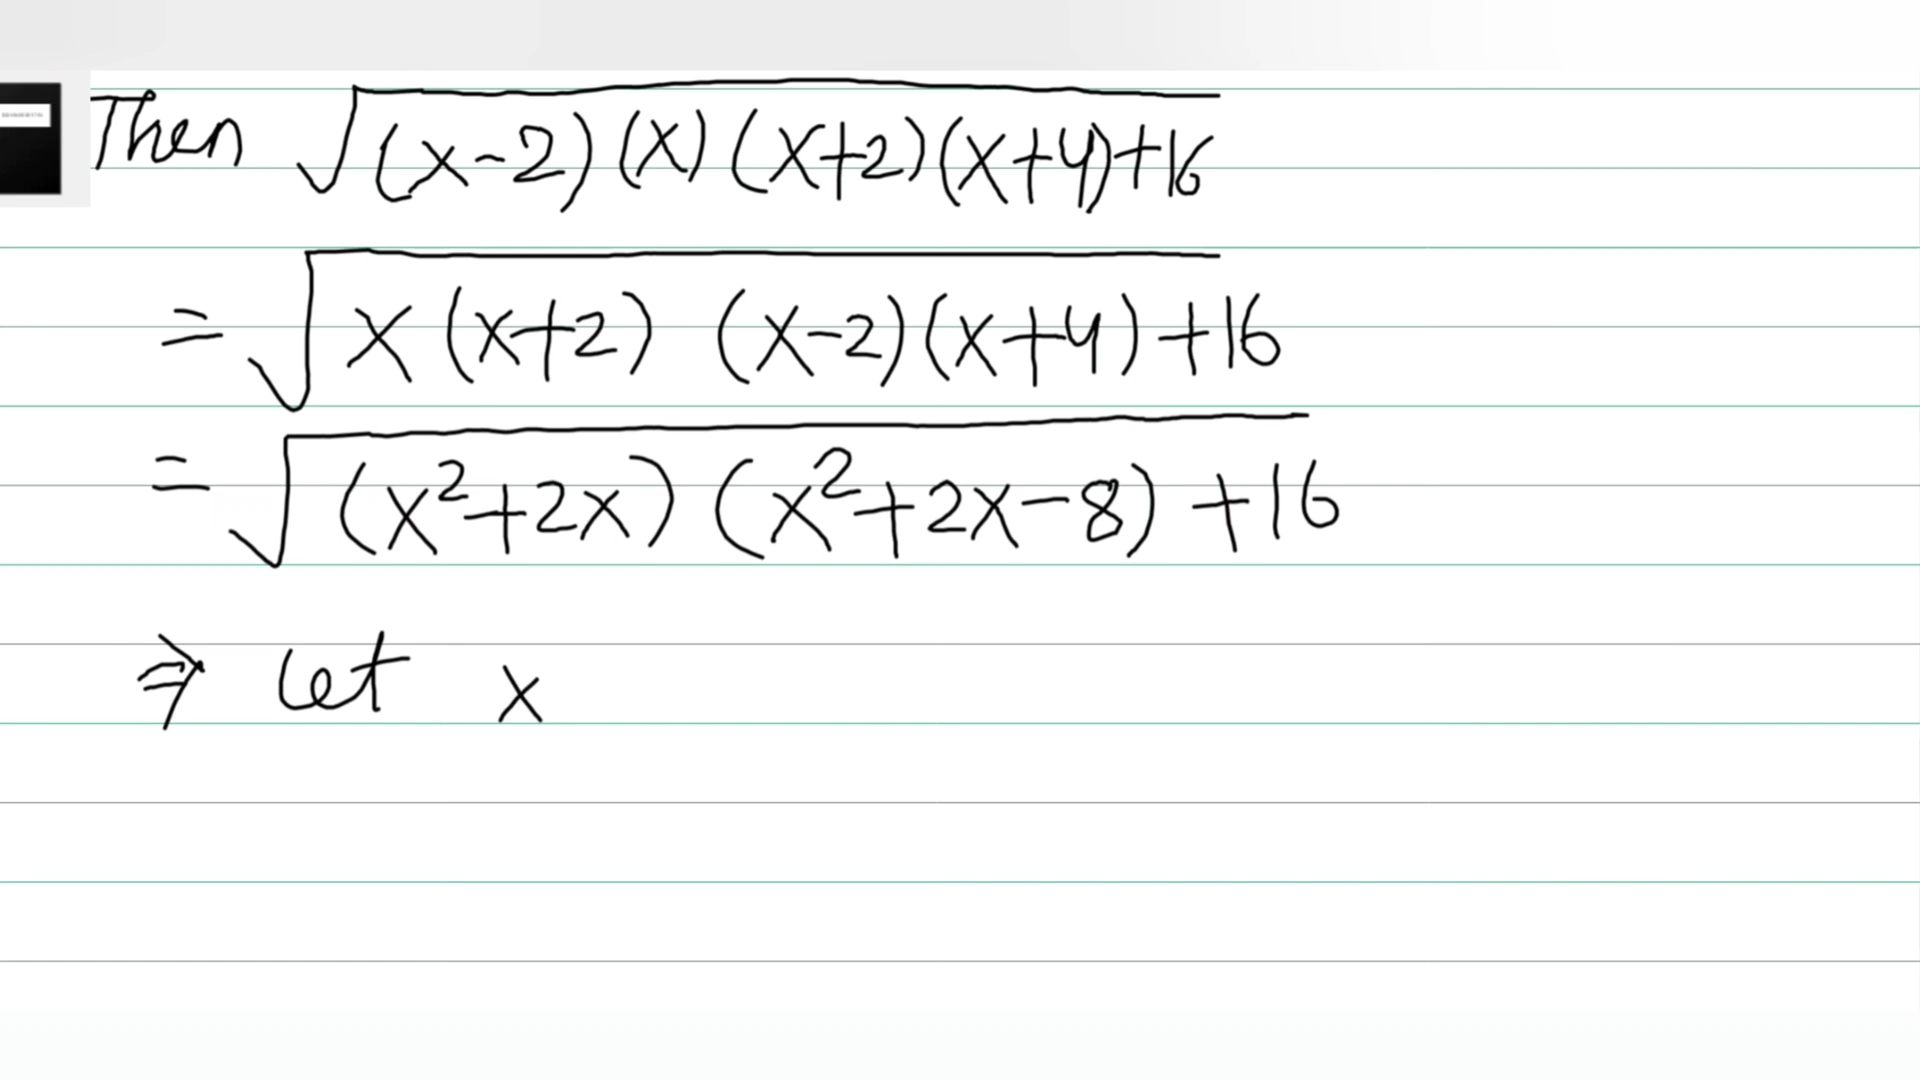 Then √(x-2)(x)(x+2)(x+4)+16
= √x(x+2) (x-2)(x+4)+16
= √(x²+2x) (x²+2x-8) +16
⇒ Let x